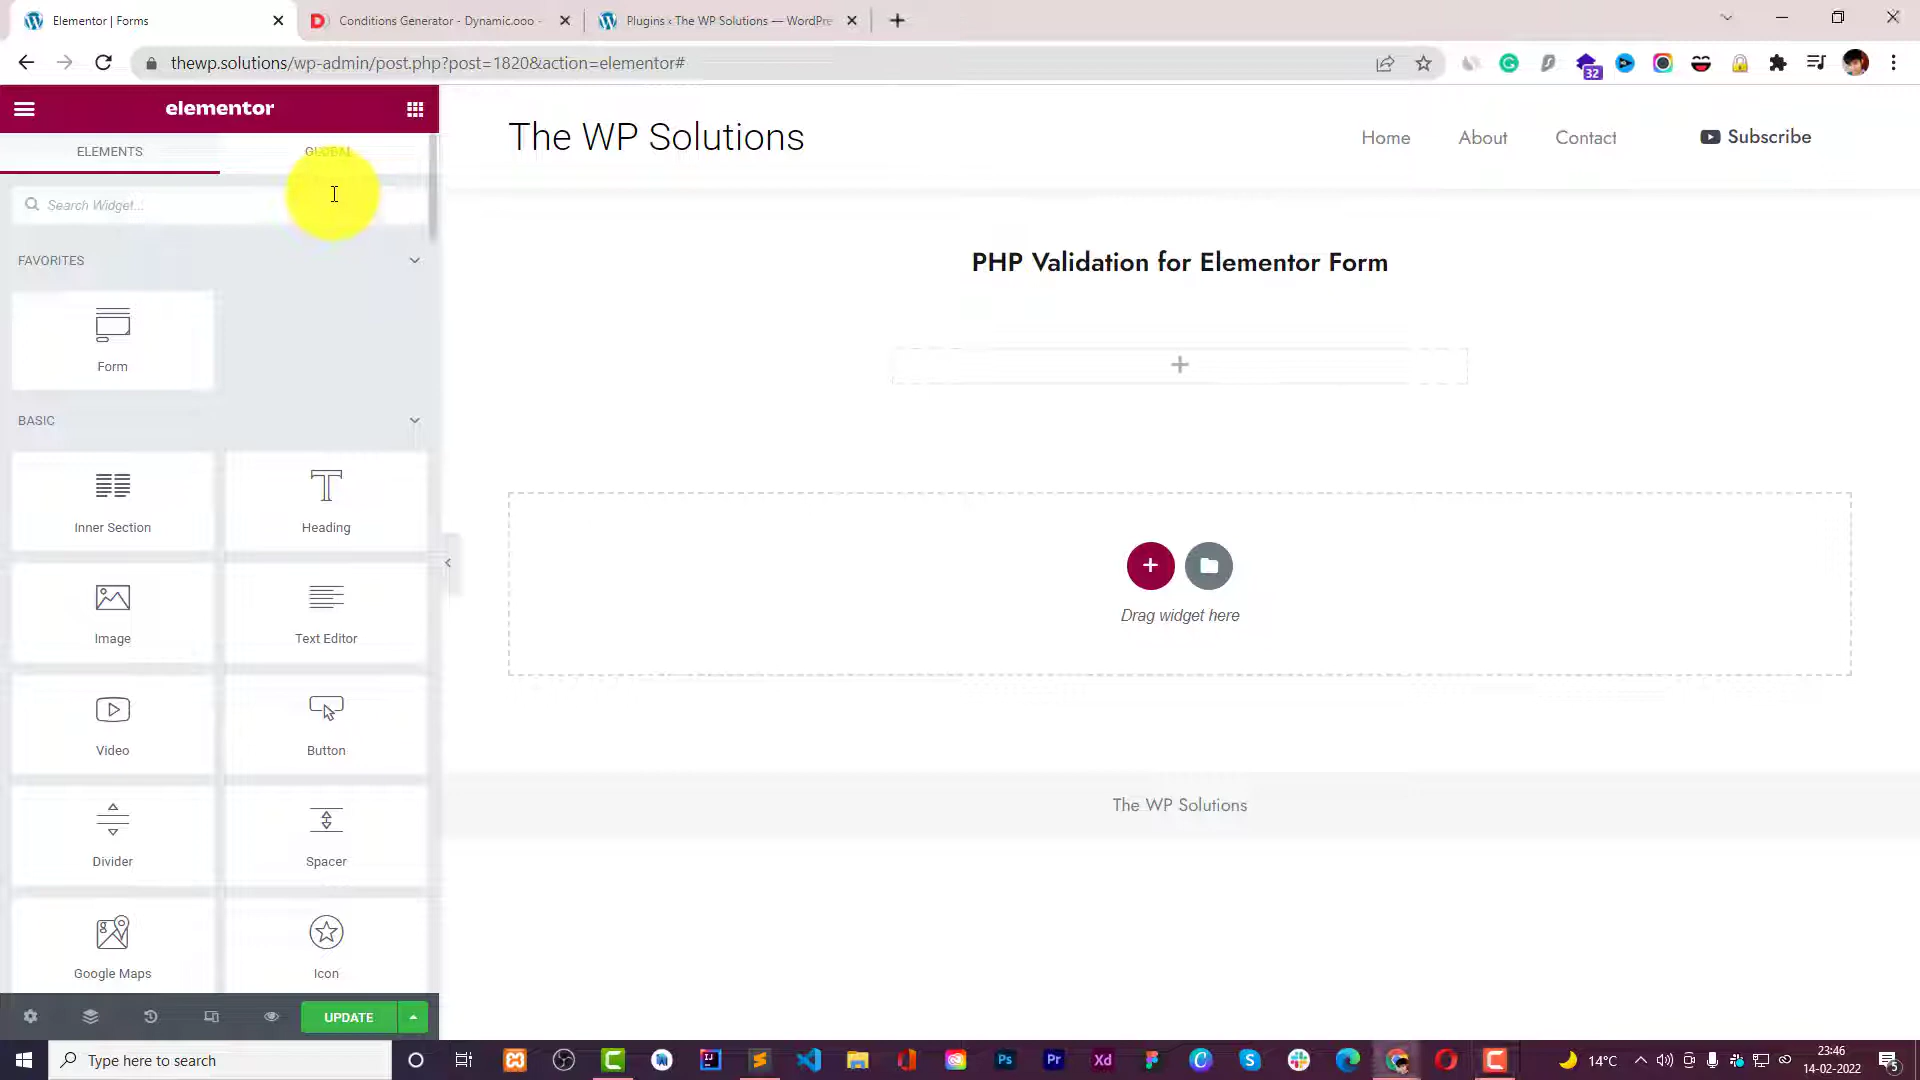 Elementor | Forms
Conditions Generator - Dynamic.ooo -
Plugins ‹ The WP Solutions — WordPre
thewp.solutions/wp-admin/post.php?post=1820&action=elementor#
32
elementor
ELEMENTS
GLOBAL
Search Widget...
FAVORITES
Form
BASIC
Inner Section
Heading
Image
Text Editor
Video
Button
Divider
Spacer
Google Maps
Icon
UPDATE
The WP Solutions
Home
About
Contact
Subscribe
PHP Validation for Elementor Form
Drag widget here
The WP Solutions
Type here to search
Ps
Pr
Xd
14°C
23:46
14-02-2022
5